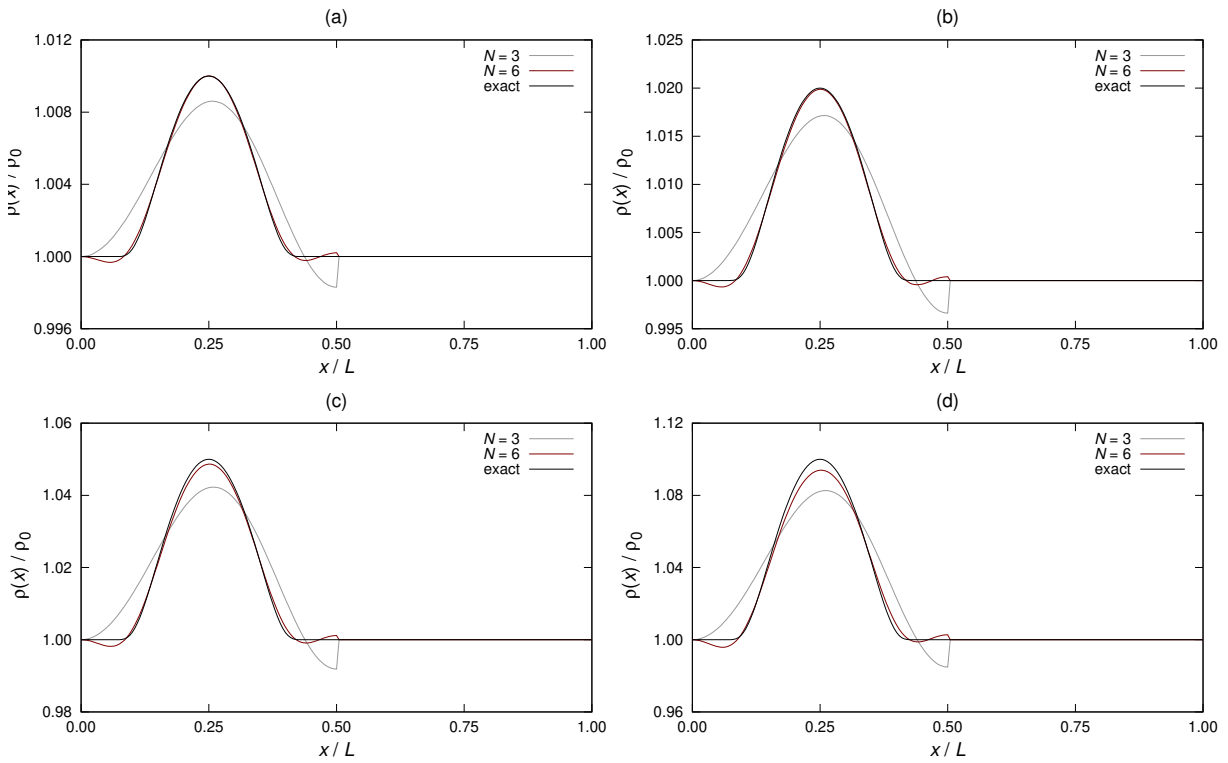 (a)
1.012
1.008
1.004
1.000
0.996
ρ(x) / ρ0
N = 3
N = 6
exact
0.00 0.25 0.50 0.75 1.00
x / L
(b)
1.025
1.020
1.015
1.010
1.005
1.000
0.995
ρ(x) / ρ0
N = 3
N = 6
exact
0.00 0.25 0.50 0.75 1.00
x / L
(c)
1.06
1.04
1.02
1.00
0.98
ρ(x) / ρ0
N = 3
N = 6
exact
0.00 0.25 0.50 0.75 1.00
x / L
(d)
1.12
1.08
1.04
1.00
0.96
ρ(x) / ρ0
N = 3
N = 6
exact
0.00 0.25 0.50 0.75 1.00
x / L